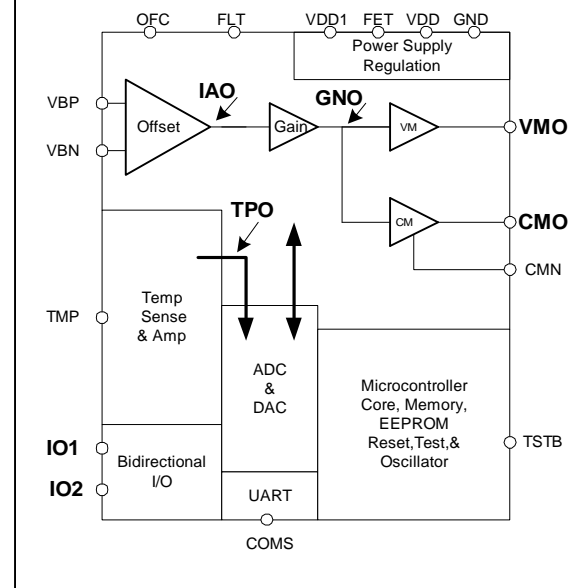 OFC FLT VDD1 FET VDD GND
Power Supply
Regulation
IAO GNO
VBP
Offset Gain VM VMO
VBN
TPO CM CMO
CMN
Temp
Sense
& Amp
TMP
ADC
&
DAC
Microcontroller
Core, Memory,
EEPROM
Reset,Test,&
Oscillator
TSTB
IO1
IO2
Bidirectional
I/O
UART
COMS